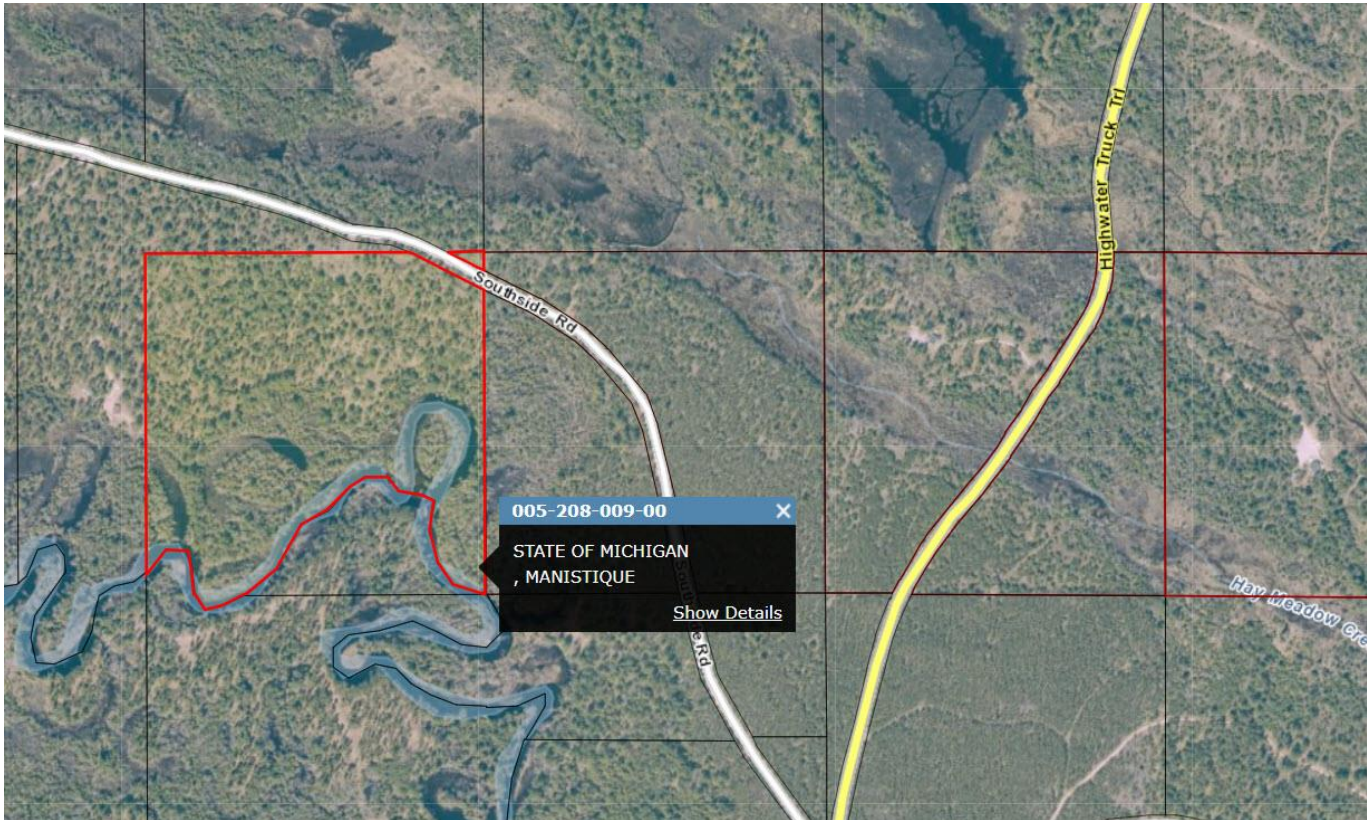 Highwater Truck Trl
Southside Rd
005-208-009-00
STATE OF MICHIGAN
, MANISTIQUE
Show Details
Hay Meadow Cre